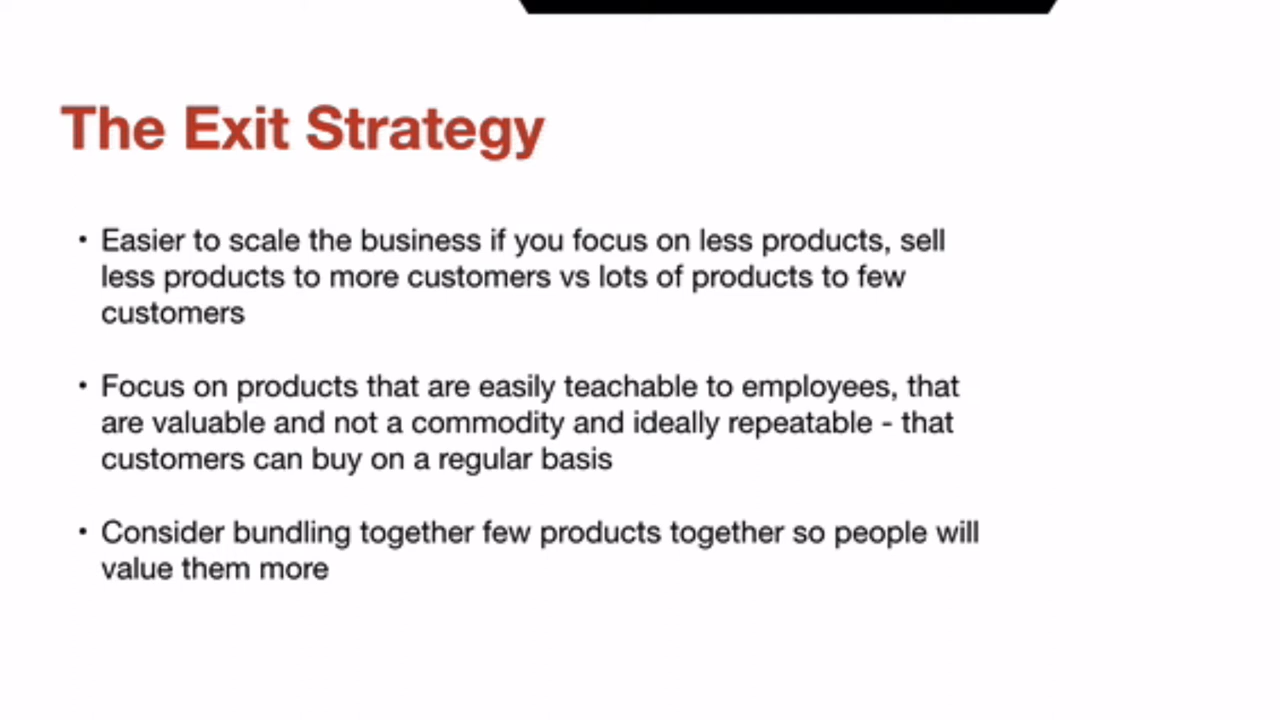 The Exit Strategy
• Easier to scale the business if you focus on less products, sell
less products to more customers vs lots of products to few
customers
• Focus on products that are easily teachable to employees, that
are valuable and not a commodity and ideally repeatable - that
customers can buy on a regular basis
• Consider bundling together few products together so people will
value them more